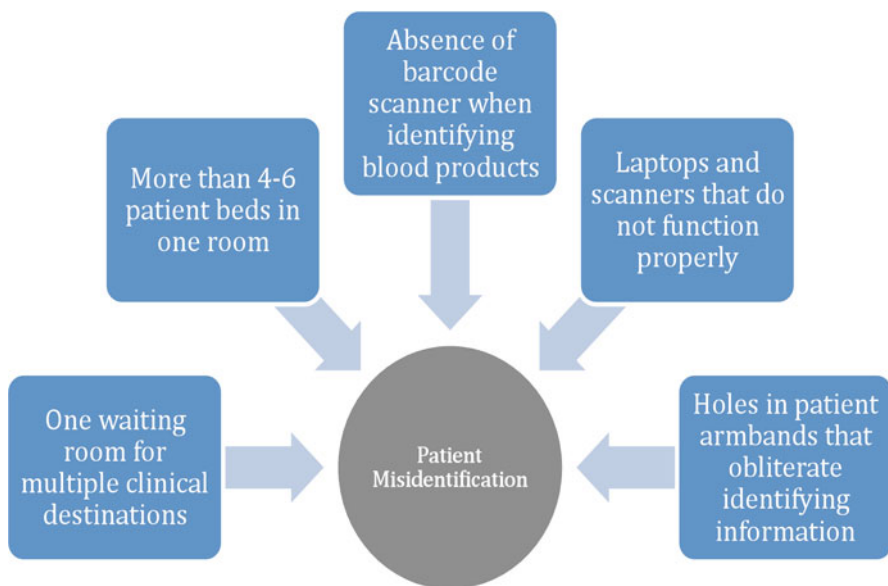 Absence of
barcode
scanner when
identifying
blood products
More than 4-6
patient beds in
one room
Laptops and
scanners that do
not function
properly
One waiting
room for
multiple clinical
destinations
Patient
Misidentification
Holes in patient
armbands that
obliterate
identifying
information